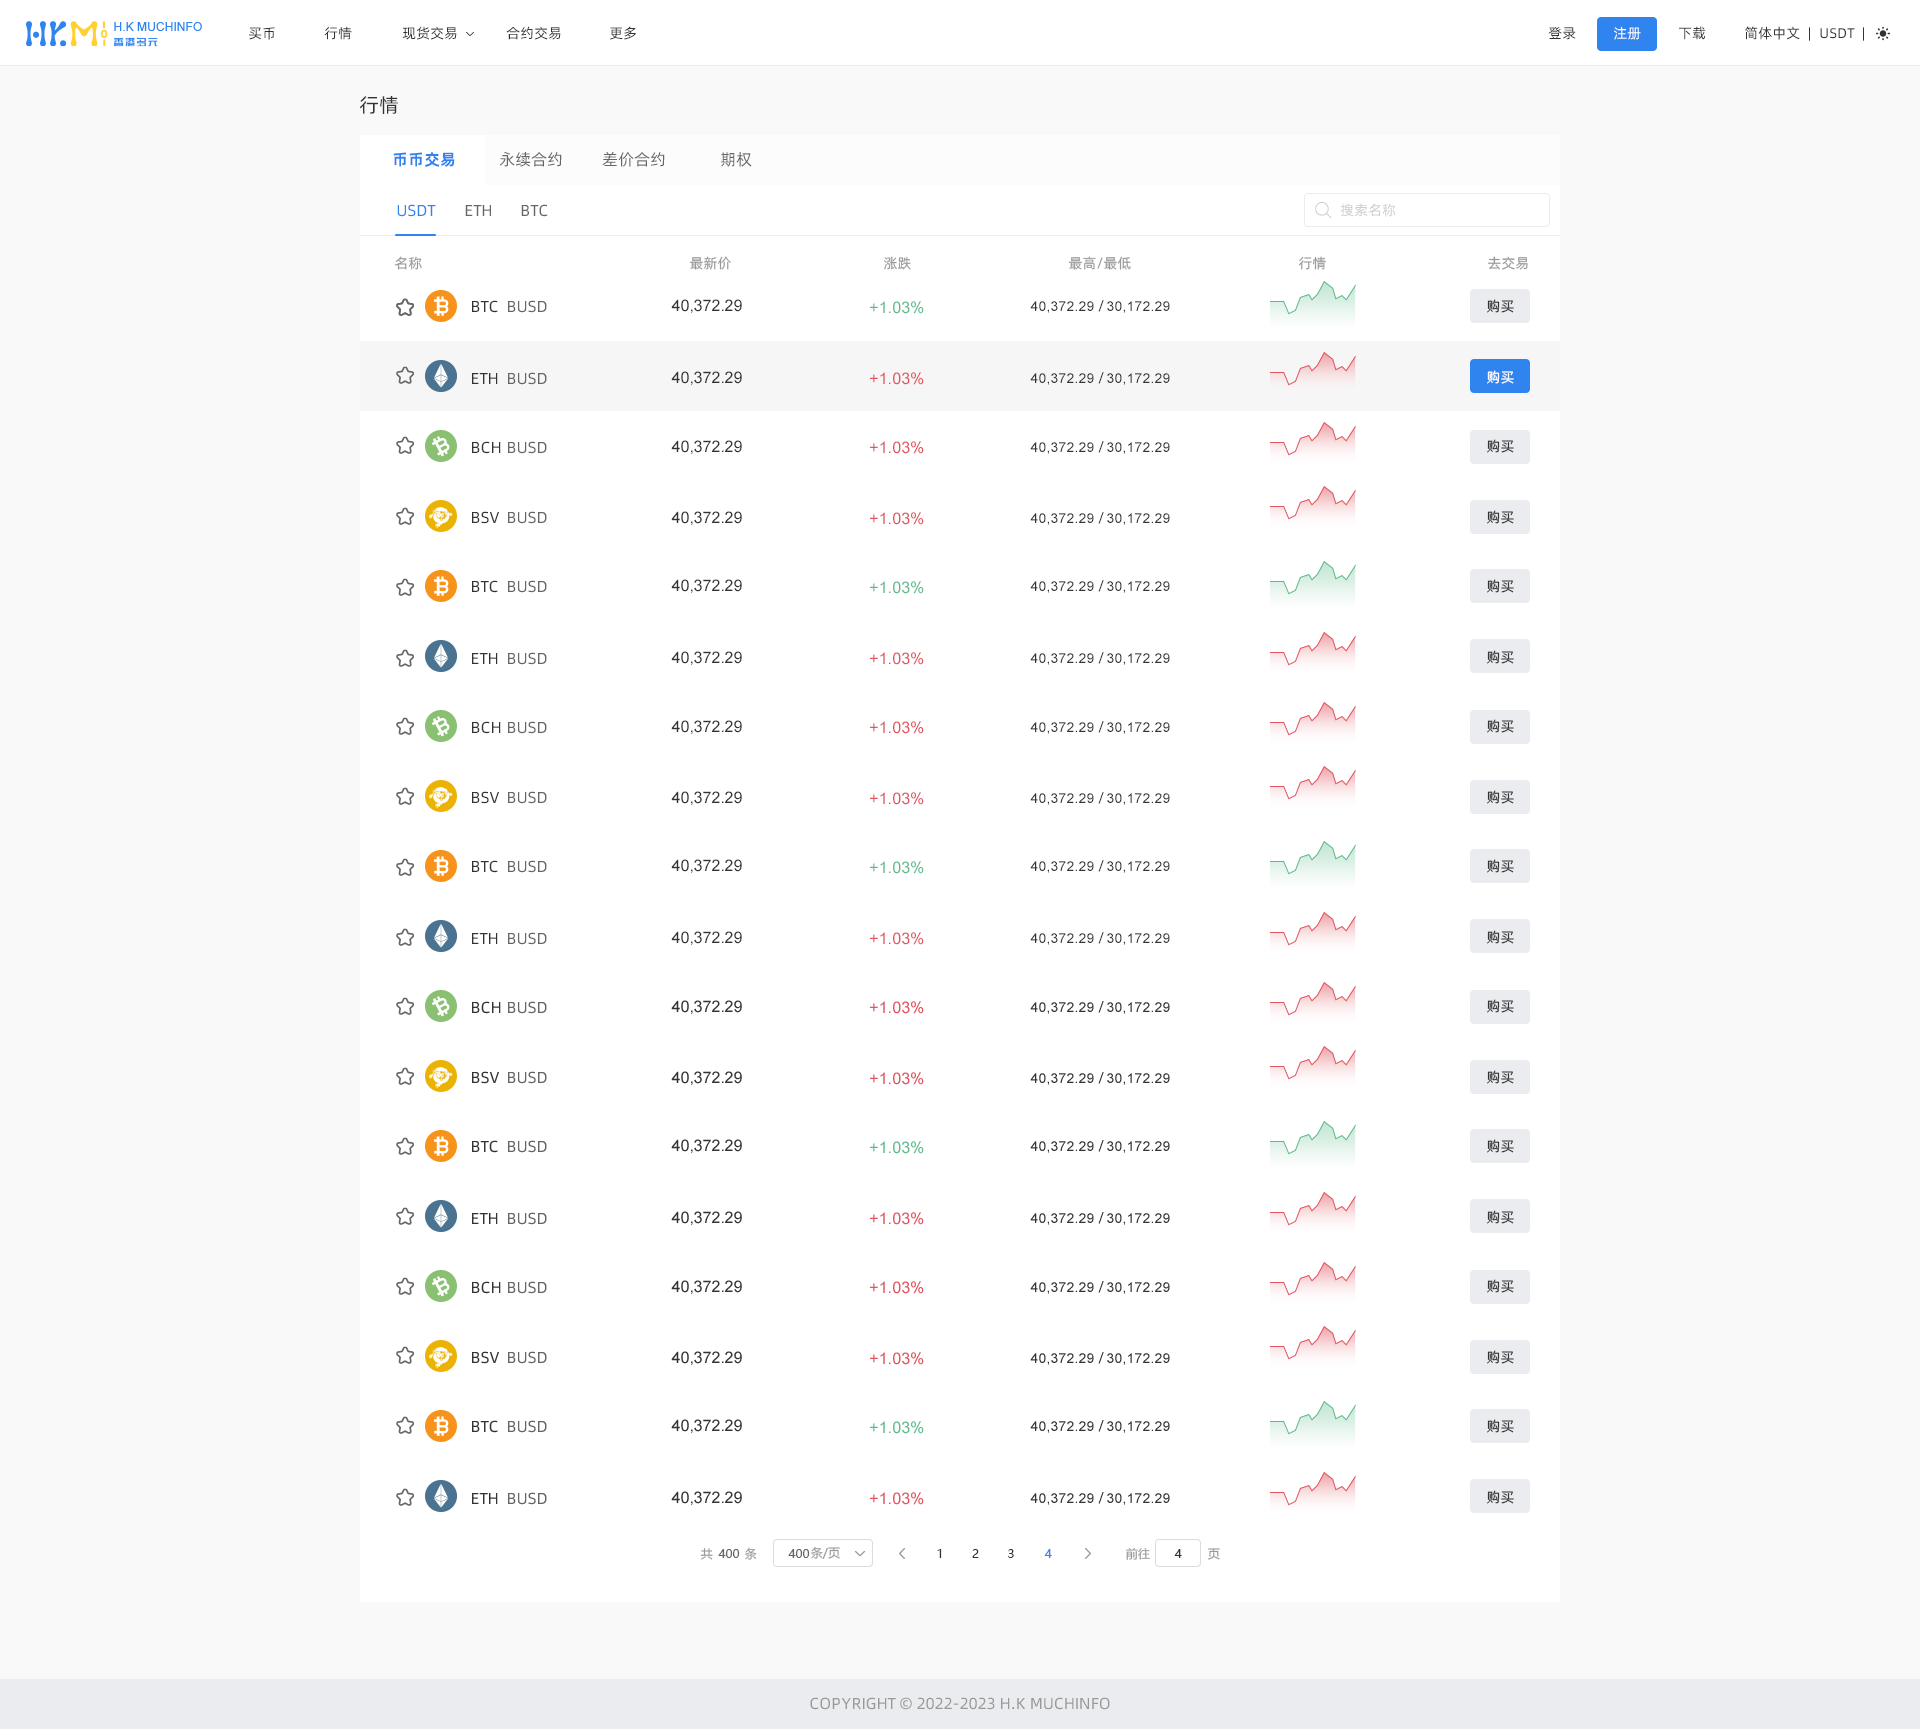 H.K MUCHINFO
香港多元
买币 行情 现货交易 合约交易 更多 登录 注册 下载 简体中文 | USDT |
行情
币币交易 永续合约 差价合约 期权
USDT ETH BTC 搜索名称
名称 最新价 涨跌 最高/最低 行情 去交易
BTC BUSD 40,372.29 +1.03% 40,372.29 / 30,172.29 购买
ETH BUSD 40,372.29 +1.03% 40,372.29 / 30,172.29 购买
BCH BUSD 40,372.29 +1.03% 40,372.29 / 30,172.29 购买
BSV BUSD 40,372.29 +1.03% 40,372.29 / 30,172.29 购买
BTC BUSD 40,372.29 +1.03% 40,372.29 / 30,172.29 购买
ETH BUSD 40,372.29 +1.03% 40,372.29 / 30,172.29 购买
BCH BUSD 40,372.29 +1.03% 40,372.29 / 30,172.29 购买
BSV BUSD 40,372.29 +1.03% 40,372.29 / 30,172.29 购买
BTC BUSD 40,372.29 +1.03% 40,372.29 / 30,172.29 购买
ETH BUSD 40,372.29 +1.03% 40,372.29 / 30,172.29 购买
BCH BUSD 40,372.29 +1.03% 40,372.29 / 30,172.29 购买
BSV BUSD 40,372.29 +1.03% 40,372.29 / 30,172.29 购买
BTC BUSD 40,372.29 +1.03% 40,372.29 / 30,172.29 购买
ETH BUSD 40,372.29 +1.03% 40,372.29 / 30,172.29 购买
BCH BUSD 40,372.29 +1.03% 40,372.29 / 30,172.29 购买
BSV BUSD 40,372.29 +1.03% 40,372.29 / 30,172.29 购买
BTC BUSD 40,372.29 +1.03% 40,372.29 / 30,172.29 购买
ETH BUSD 40,372.29 +1.03% 40,372.29 / 30,172.29 购买
共 400 条 400条/页 1 2 3 4 前往 4 页
COPYRIGHT © 2022-2023 H.K MUCHINFO